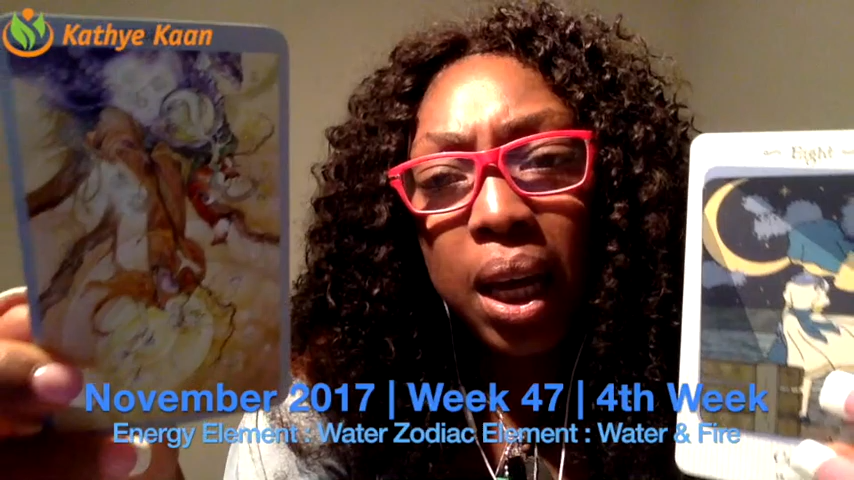 Kathye Kaan
Eight
November 2017 | Week 47 | 4th Week
Energy Element : Water Zodiac Element : Water & Fire